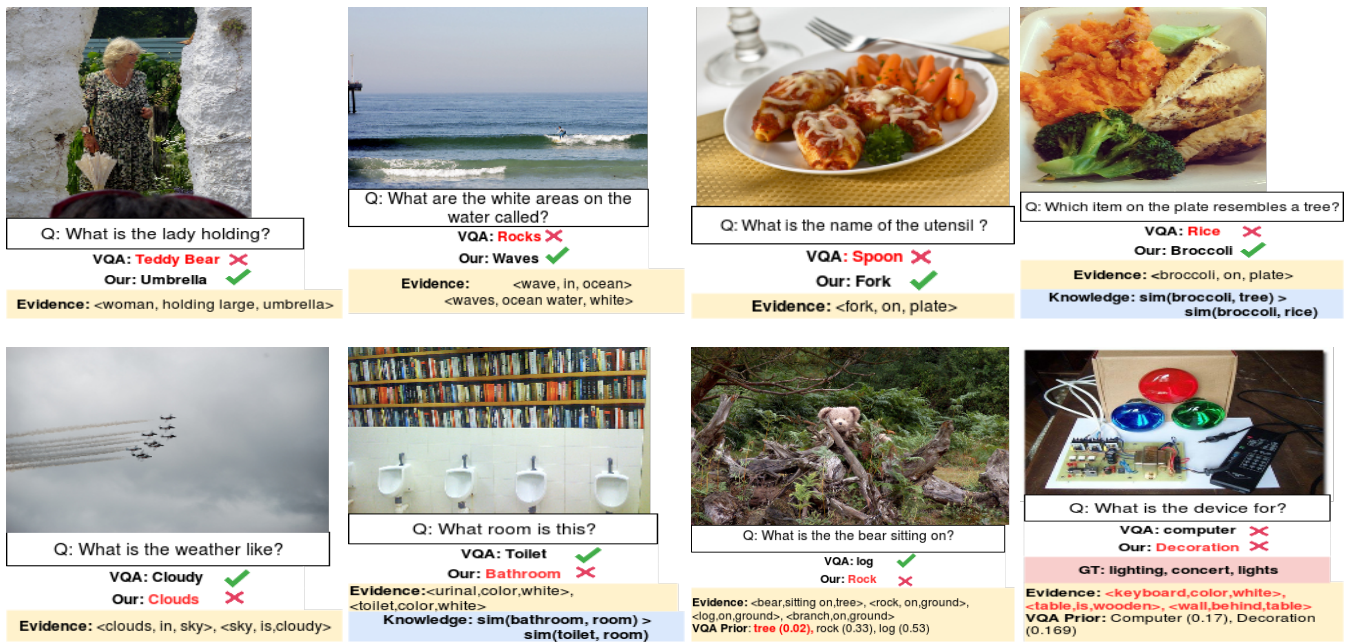 Q: What is the lady holding?
VQA: Teddy Bear
Our: Umbrella
Evidence: <woman, holding large, umbrella>
Q: What are the white areas on the
water called?
VQA: Rocks
Our: Waves
Evidence: <wave, in, ocean>
<waves, ocean water, white>
Q: What is the name of the utensil ?
VQA: Spoon
Our: Fork
Evidence: <fork, on, plate>
Q: Which item on the plate resembles a tree?
VQA: Rice
Our: Broccoli
Evidence: <broccoli, on, plate>
Knowledge: sim(broccoli, tree) >
sim(broccoli, rice)
Q: What is the weather like?
VQA: Cloudy
Our: Clouds
Evidence: <clouds, in, sky>, <sky, is,cloudy>
Q: What room is this?
VQA: Toilet
Our: Bathroom
Evidence:<urinal,color,white>,
<toilet,color,white>
Knowledge: sim(bathroom, room) >
sim(toilet, room)
Q: What is the the bear sitting on?
VQA: log
Our: Rock
Evidence: <bear,sitting on,tree>, <rock, on,ground>,
<log,on,ground>, <branch,on,ground>
VQA Prior: tree (0.02), rock (0.33), log (0.53)
Q: What is the device for?
VQA: computer
Our: Decoration
GT: lighting, concert, lights
Evidence: <keyboard,color,white>,
<table,is,wooden>, <wall,behind,table>
VQA Prior: Computer (0.17), Decoration
(0.169)